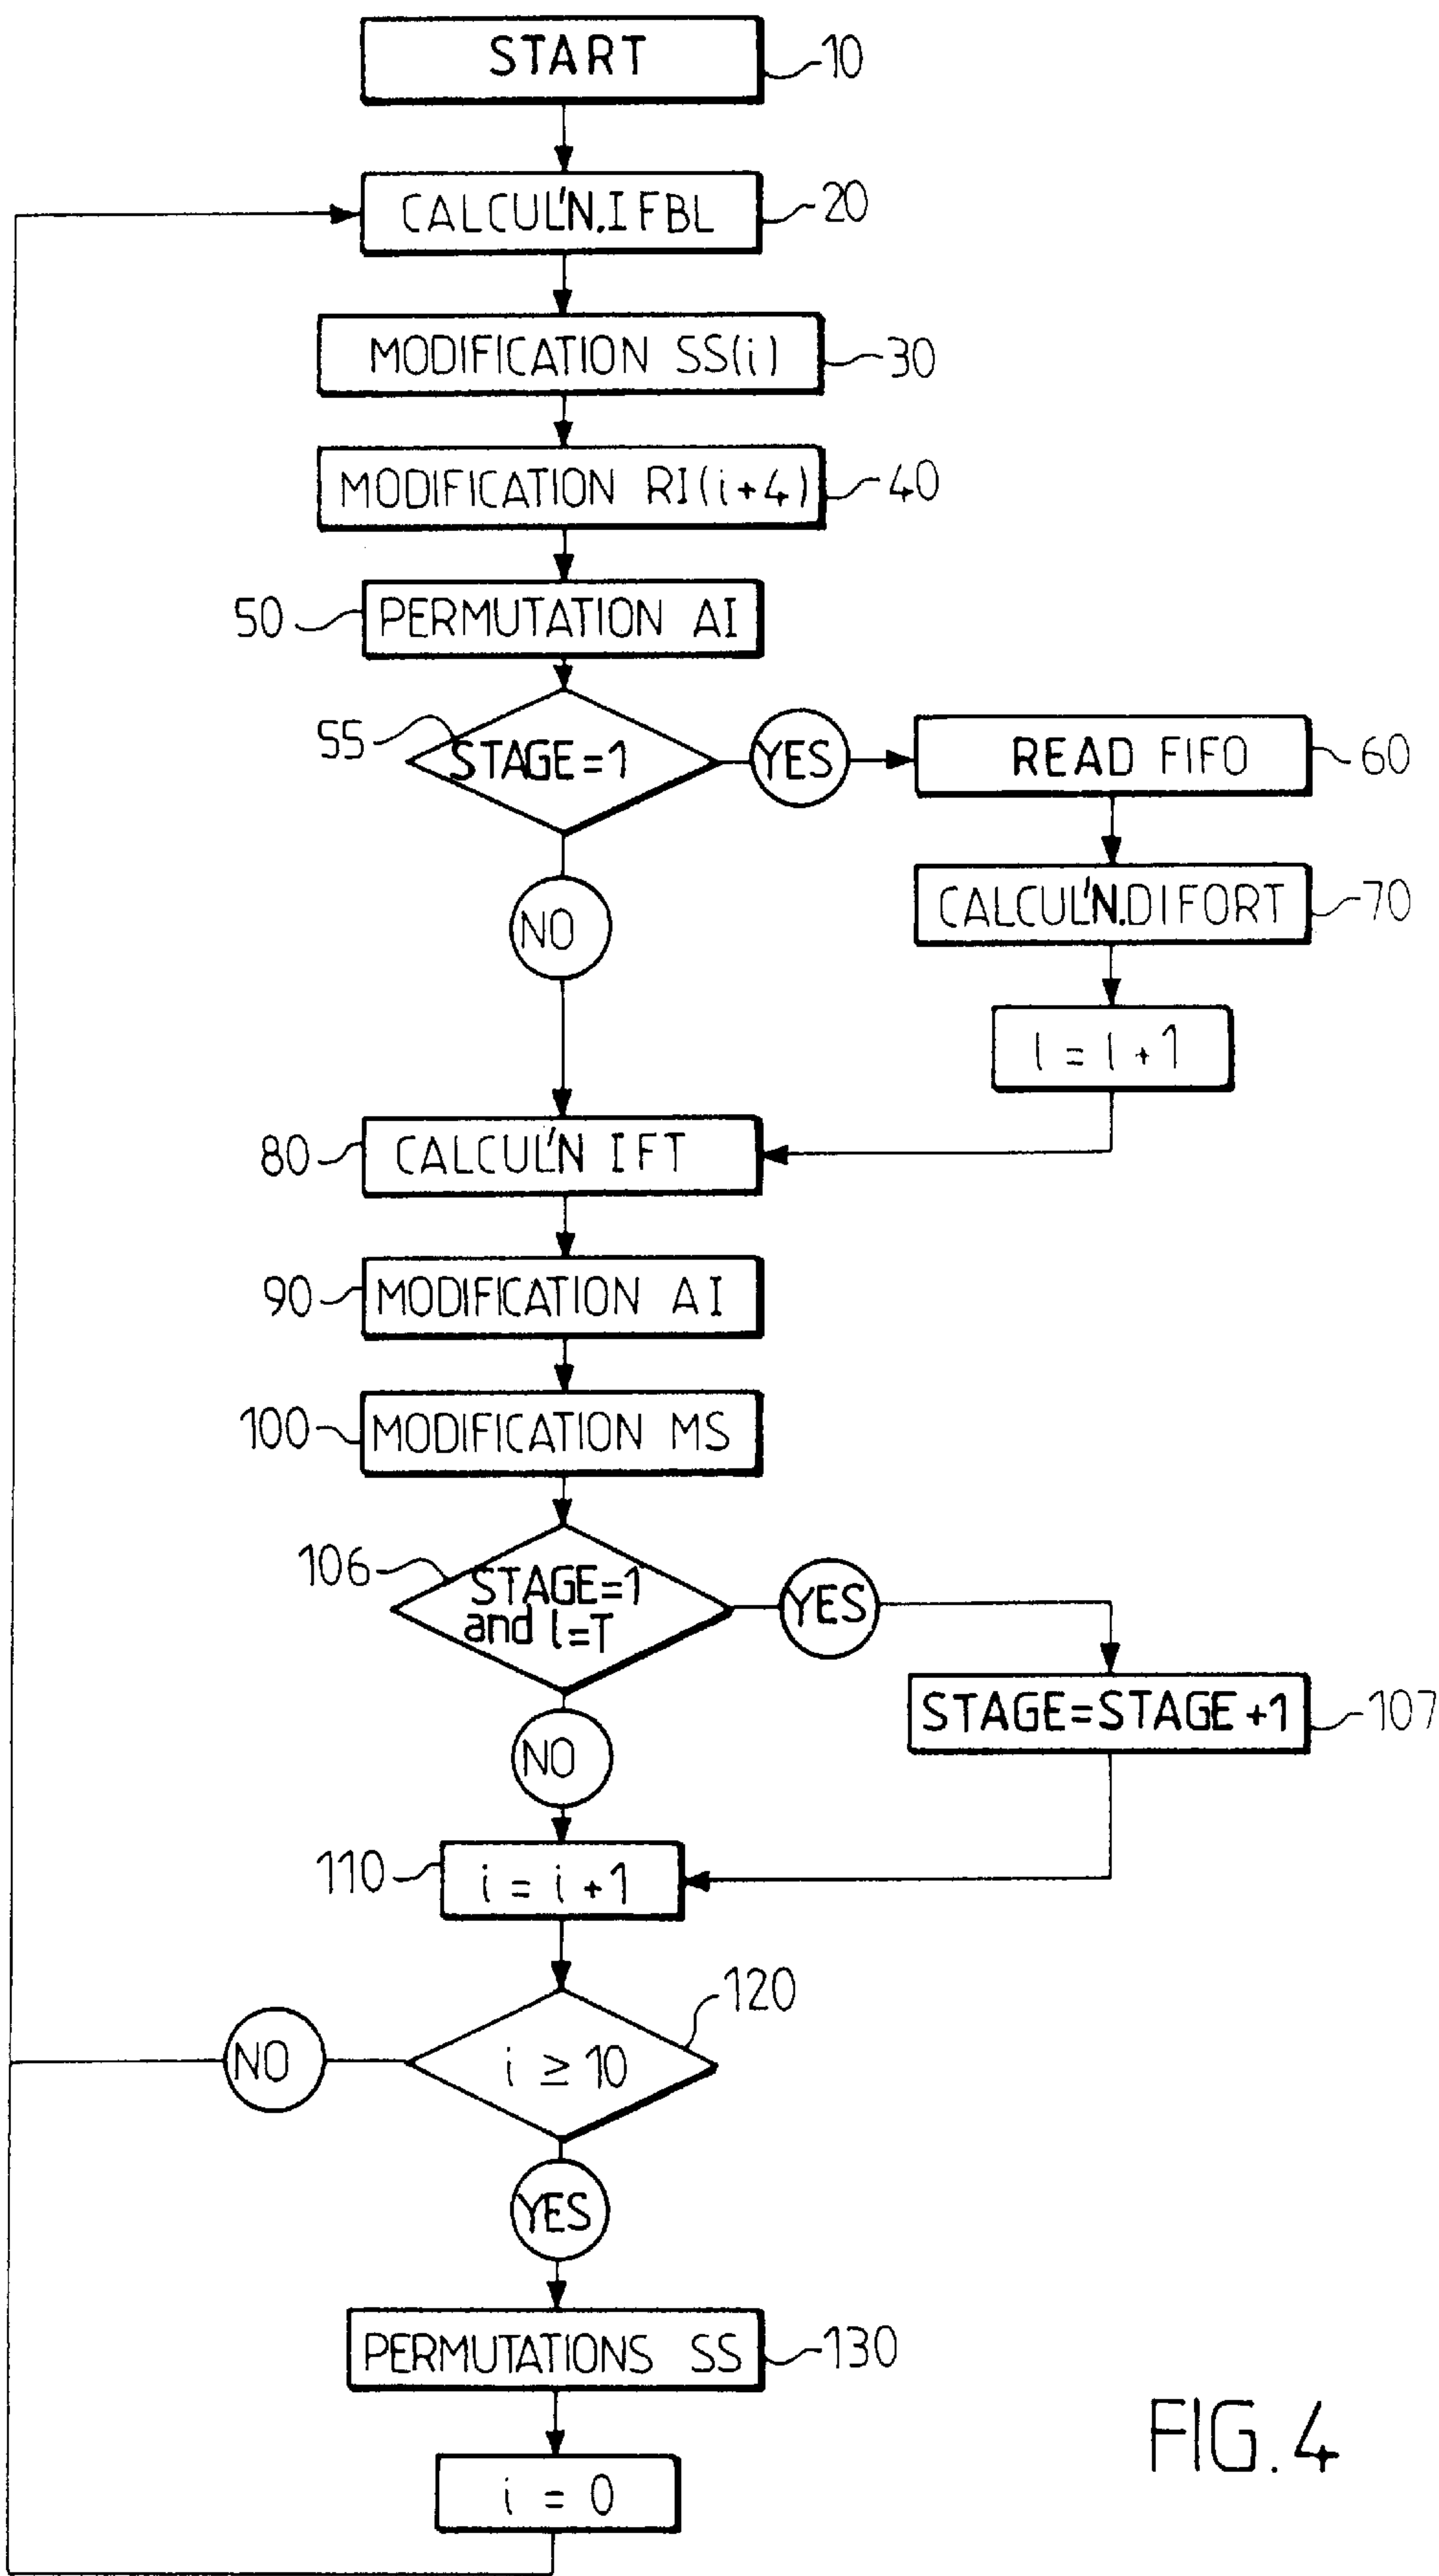 START
10
CALCUL'N.IFBL
20
MODIFICATION SS(i)
30
MODIFICATION RI(i+4)
40
50
PERMUTATION AI
55
STAGE=1
YES
READ FIFO
60
NO
CALCUL'N.DIFORT
70
l = l + 1
80
CALCUL'N IFT
90
MODIFICATION AI
100
MODIFICATION MS
106
STAGE=1
and l=T
YES
STAGE=STAGE+1
107
NO
110
i = i + 1
120
i ≥ 10
NO
YES
PERMUTATIONS SS
130
i = 0
FIG.4